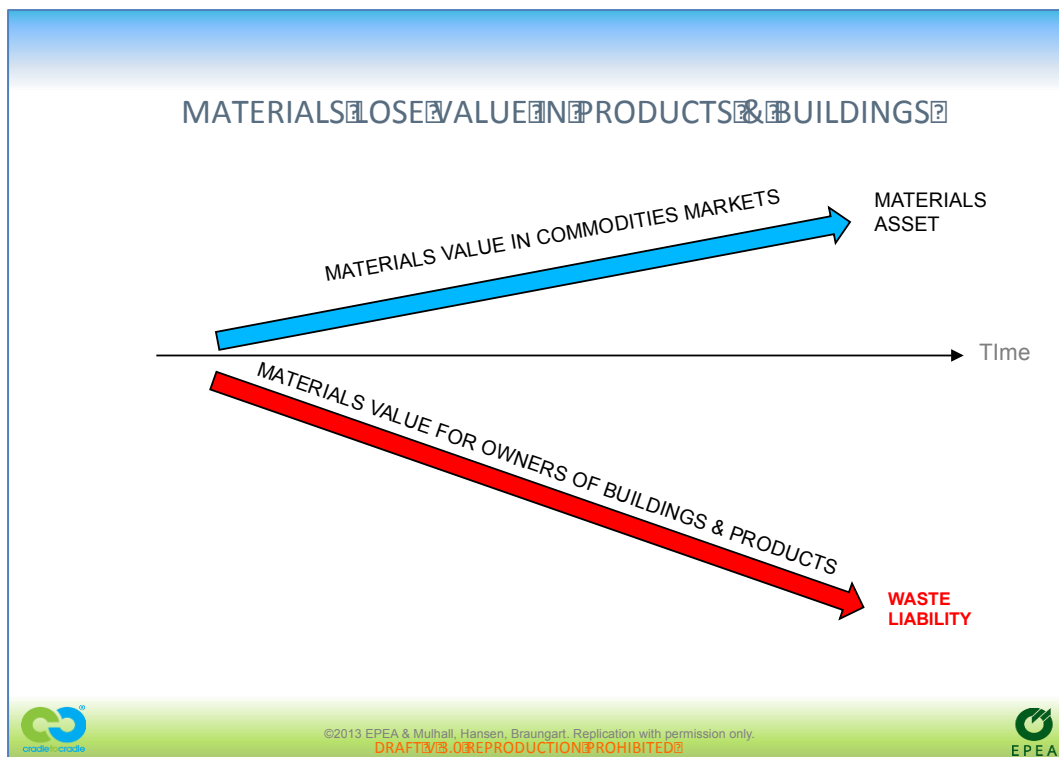 MATERIALS⍰LOSE⍰VALUE⍰IN⍰PRODUCTS⍰&⍰BUILDINGS⍰
MATERIALS VALUE IN COMMODITIES MARKETS
MATERIALS
ASSET
TIme
MATERIALS VALUE FOR OWNERS OF BUILDINGS & PRODUCTS
WASTE
LIABILITY
cradletocradle®
©2013 EPEA & Mulhall, Hansen, Braungart. Replication with permission only.
DRAFT⍰V⍰3.0⍰REPRODUCTION⍰PROHIBITED⍰
EPEA